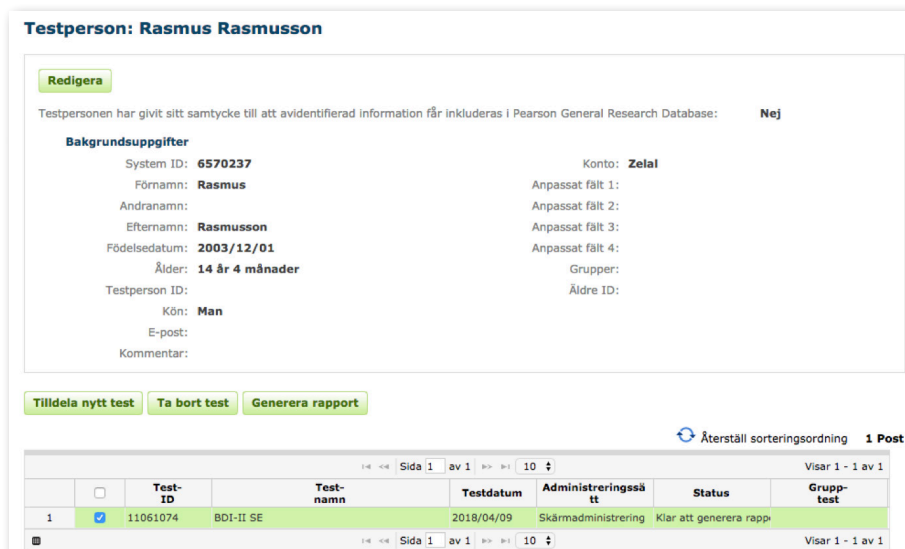 Testperson: Rasmus Rasmusson
Redigera
Testpersonen har givit sitt samtycke till att avidentifierad information får inkluderas i Pearson General Research Database: Nej
Bakgrundsuppgifter
System ID: 6570237 Konto: Zelal
Förnamn: Rasmus Anpassat fält 1:
Andranamn: Anpassat fält 2:
Efternamn: Rasmusson Anpassat fält 3:
Födelsedatum: 2003/12/01 Anpassat fält 4:
Ålder: 14 år 4 månader Grupper:
Testperson ID: Äldre ID:
Kön: Man
E-post:
Kommentar:
Tilldela nytt test Ta bort test Generera rapport
Återställ sorteringsordning 1 Post
Sida 1 av 1 10 Visar 1 - 1 av 1
Test-ID Test-namn Testdatum Administreringssätt Status Grupp-test
1 11061074 BDI-II SE 2018/04/09 Skärmadministrering Klar att generera rapp
Sida 1 av 1 10 Visar 1 - 1 av 1